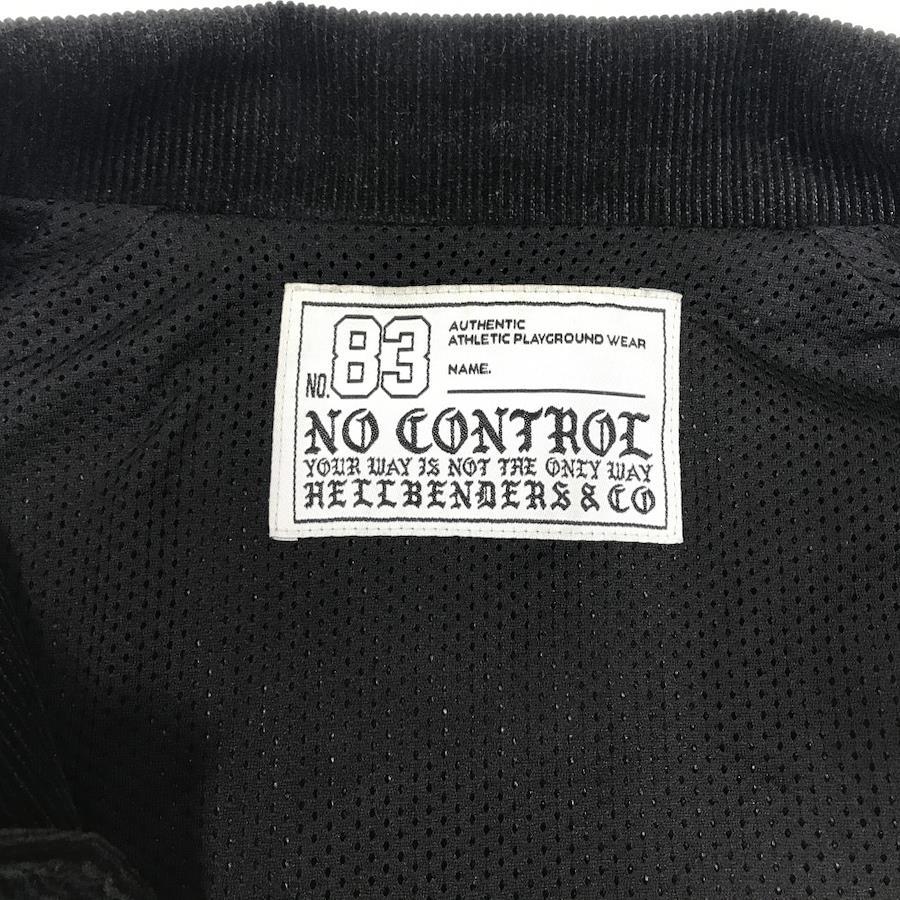 NO. 83
AUTHENTIC
ATHLETIC PLAYGROUND WEAR
NAME.
NO CONTROL
YOUR WAY IS NOT THE ONLY WAY
HELLBENDERS & CO